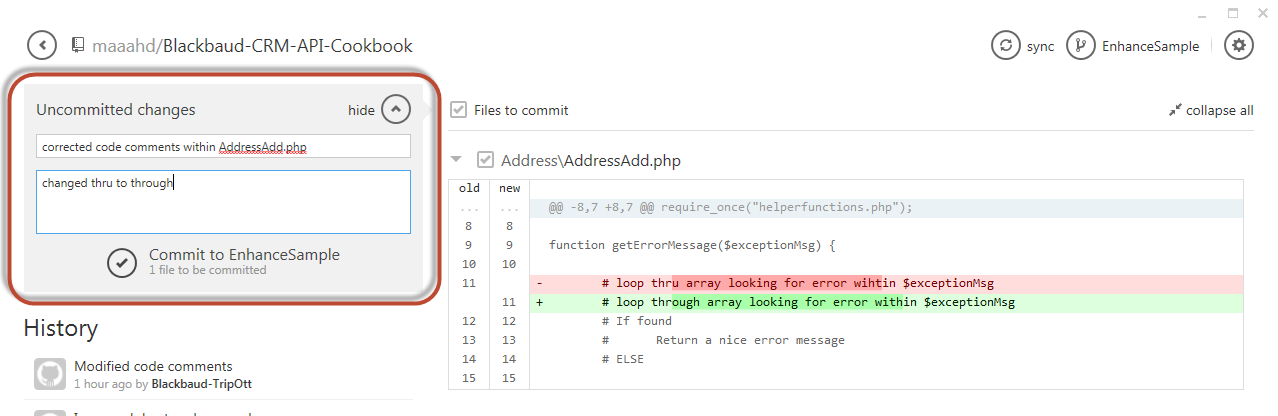 maaahd/Blackbaud-CRM-API-Cookbook
sync
EnhanceSample
Uncommitted changes
hide
corrected code comments within AddressAdd.php
changed thru to through
Commit to EnhanceSample
1 file to be committed
History
Modified code comments
1 hour ago by Blackbaud-TripOtt
Files to commit
collapse all
Address\AddressAdd.php
old new
... ... @@ -8,7 +8,7 @@ require_once("helperfunctions.php");
8 8
9 9 function getErrorMessage($exceptionMsg) {
10 10
11 - # loop thru array looking for error wihtin $exceptionMsg
11 + # loop through array looking for error within $exceptionMsg
12 12 # If found
13 13 # Return a nice error message
14 14 # ELSE
15 15